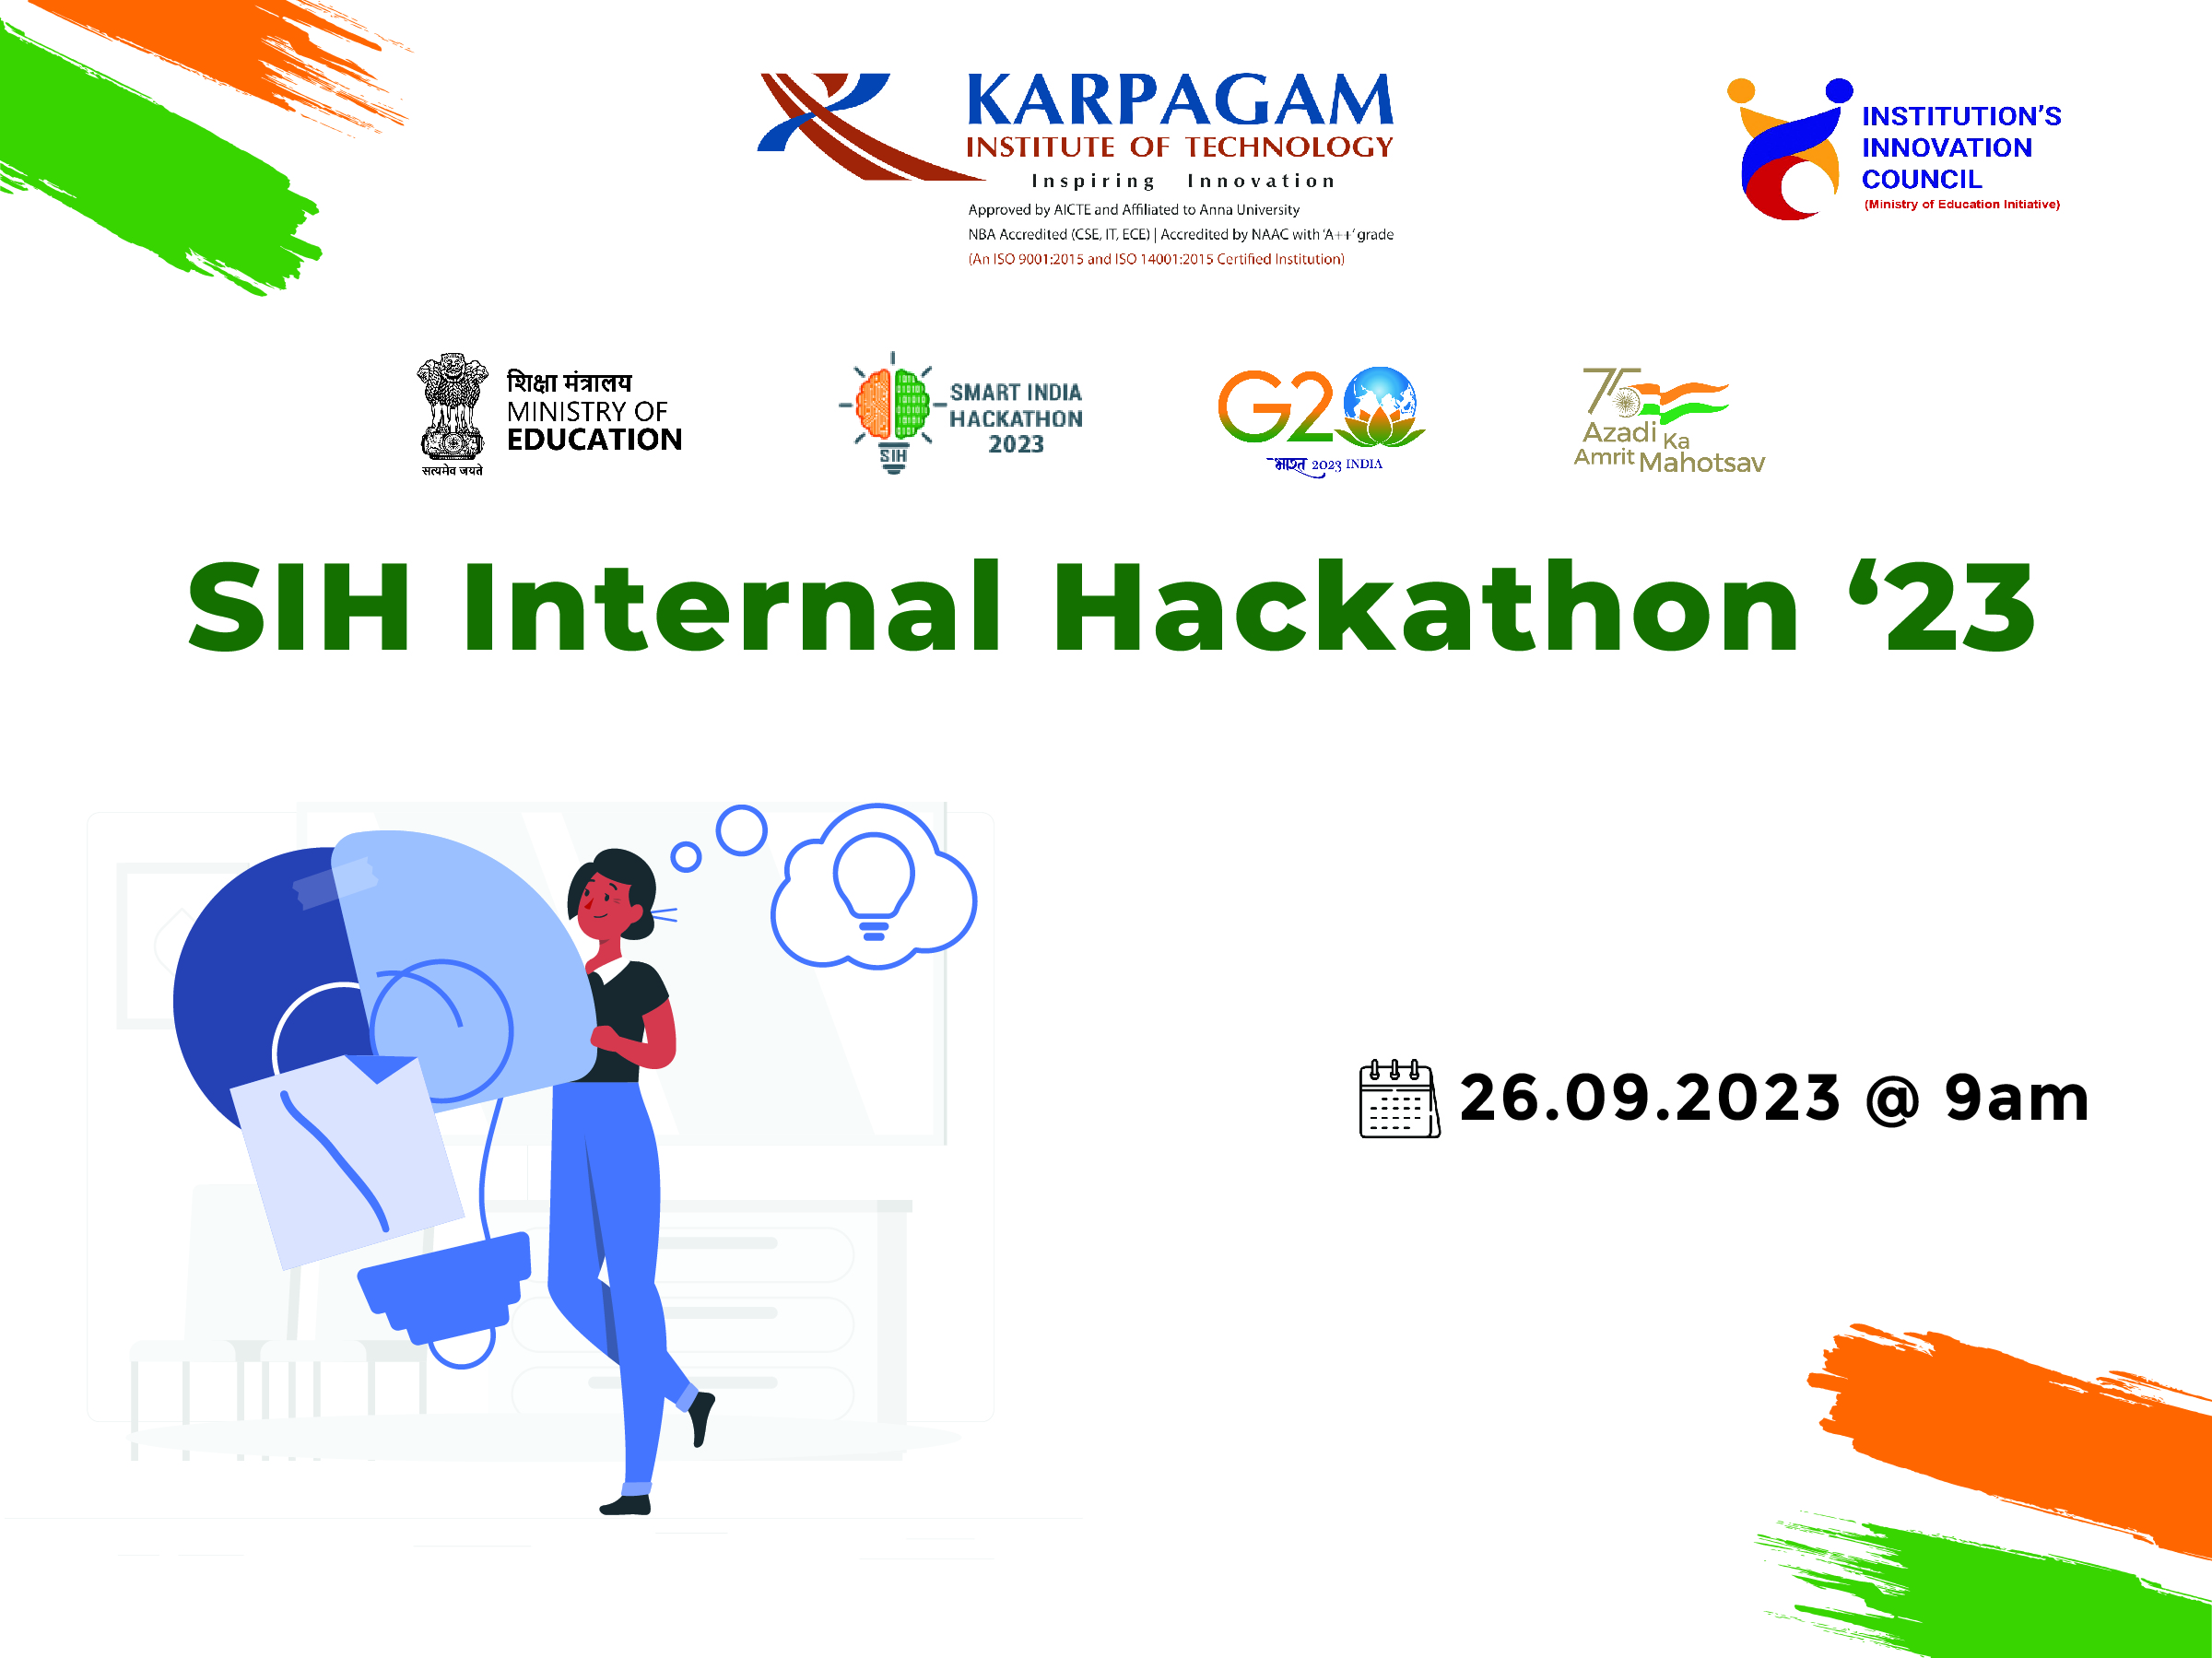 KARPAGAM
INSTITUTE OF TECHNOLOGY
Inspiring Innovation
Approved by AICTE and Affiliated to Anna University
NBA Accredited (CSE, IT, ECE) | Accredited by NAAC with ‘A++’ grade
(An ISO 9001:2015 and ISO 14001:2015 Certified Institution)
INSTITUTION’S
INNOVATION
COUNCIL
(Ministry of Education Initiative)
शिक्षा मंत्रालय
MINISTRY OF
EDUCATION
सत्यमेव जयते
SMART INDIA
HACKATHON
2023
SIH
G20
भारत 2023 INDIA
75
Azadi Ka
Amrit Mahotsav
SIH Internal Hackathon ‘23
26.09.2023 @ 9am